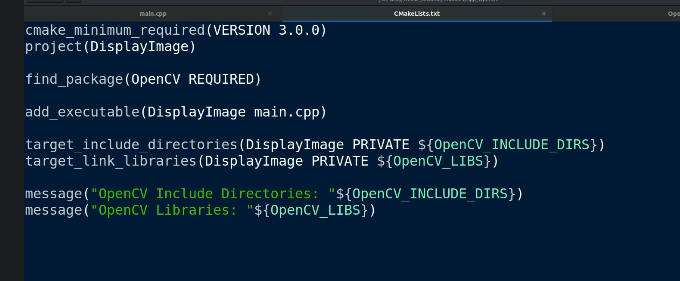 main.cpp
CMakeLists.txt
Open
cmake_minimum_required(VERSION 3.0.0)
project(DisplayImage)
find_package(OpenCV REQUIRED)
add_executable(DisplayImage main.cpp)
target_include_directories(DisplayImage PRIVATE ${OpenCV_INCLUDE_DIRS})
target_link_libraries(DisplayImage PRIVATE ${OpenCV_LIBS})
message("OpenCV Include Directories: "${OpenCV_INCLUDE_DIRS})
message("OpenCV Libraries: "${OpenCV_LIBS})